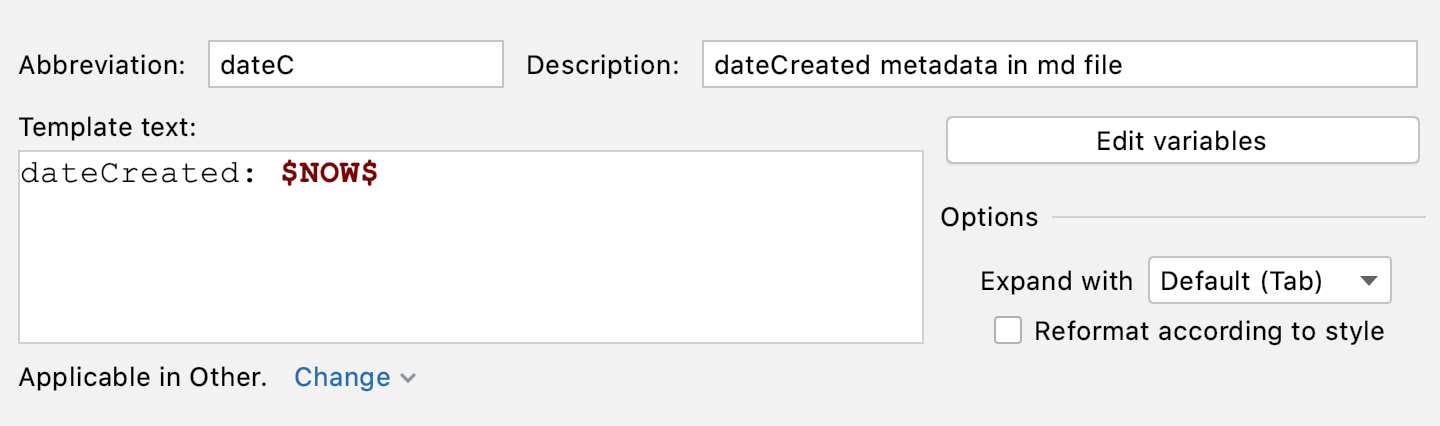 Abbreviation: dateC Description: dateCreated metadata in md file
Template text:
Edit variables
dateCreated: $NOW$
Options
Expand with Default (Tab)
Reformat according to style
Applicable in Other. Change